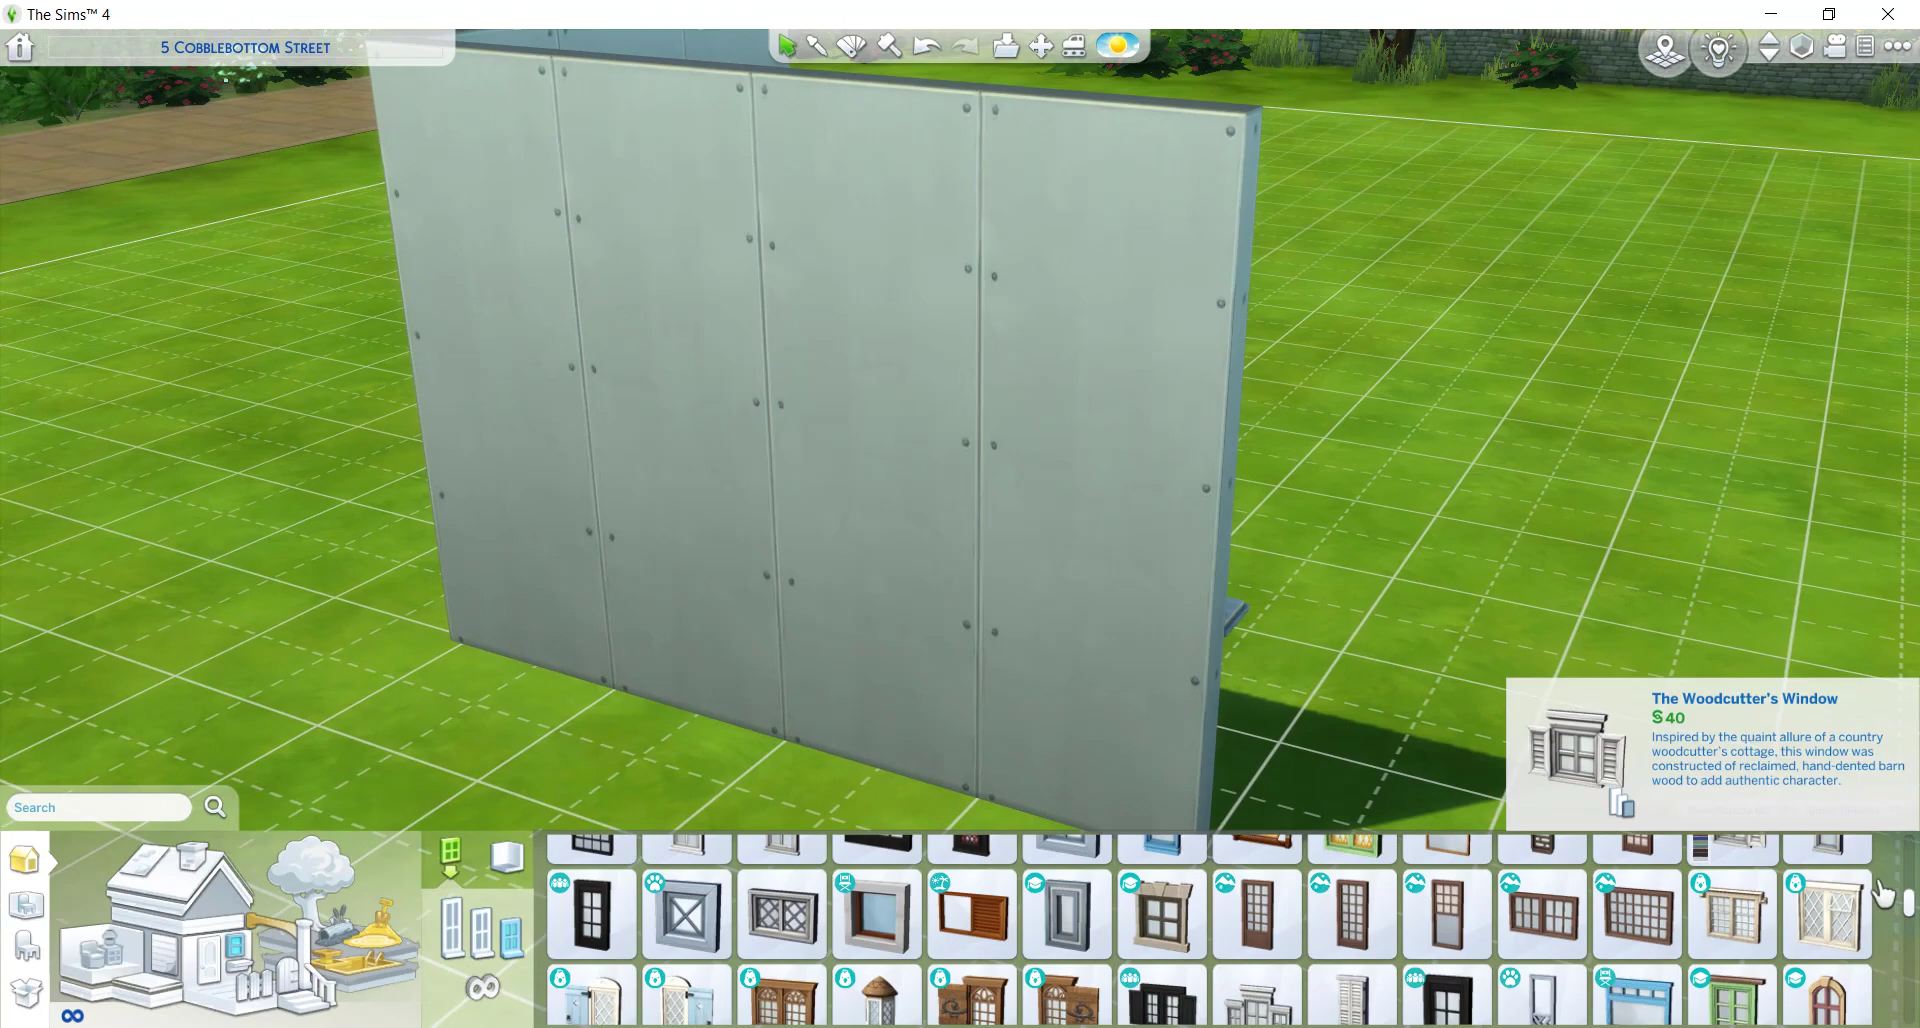 The Sims™ 4
5 Cobblebottom Street
The Woodcutter's Window
§40
Inspired by the quaint allure of a country
woodcutter's cottage, this window was
constructed of reclaimed, hand-dented barn
wood to add authentic character.
Search